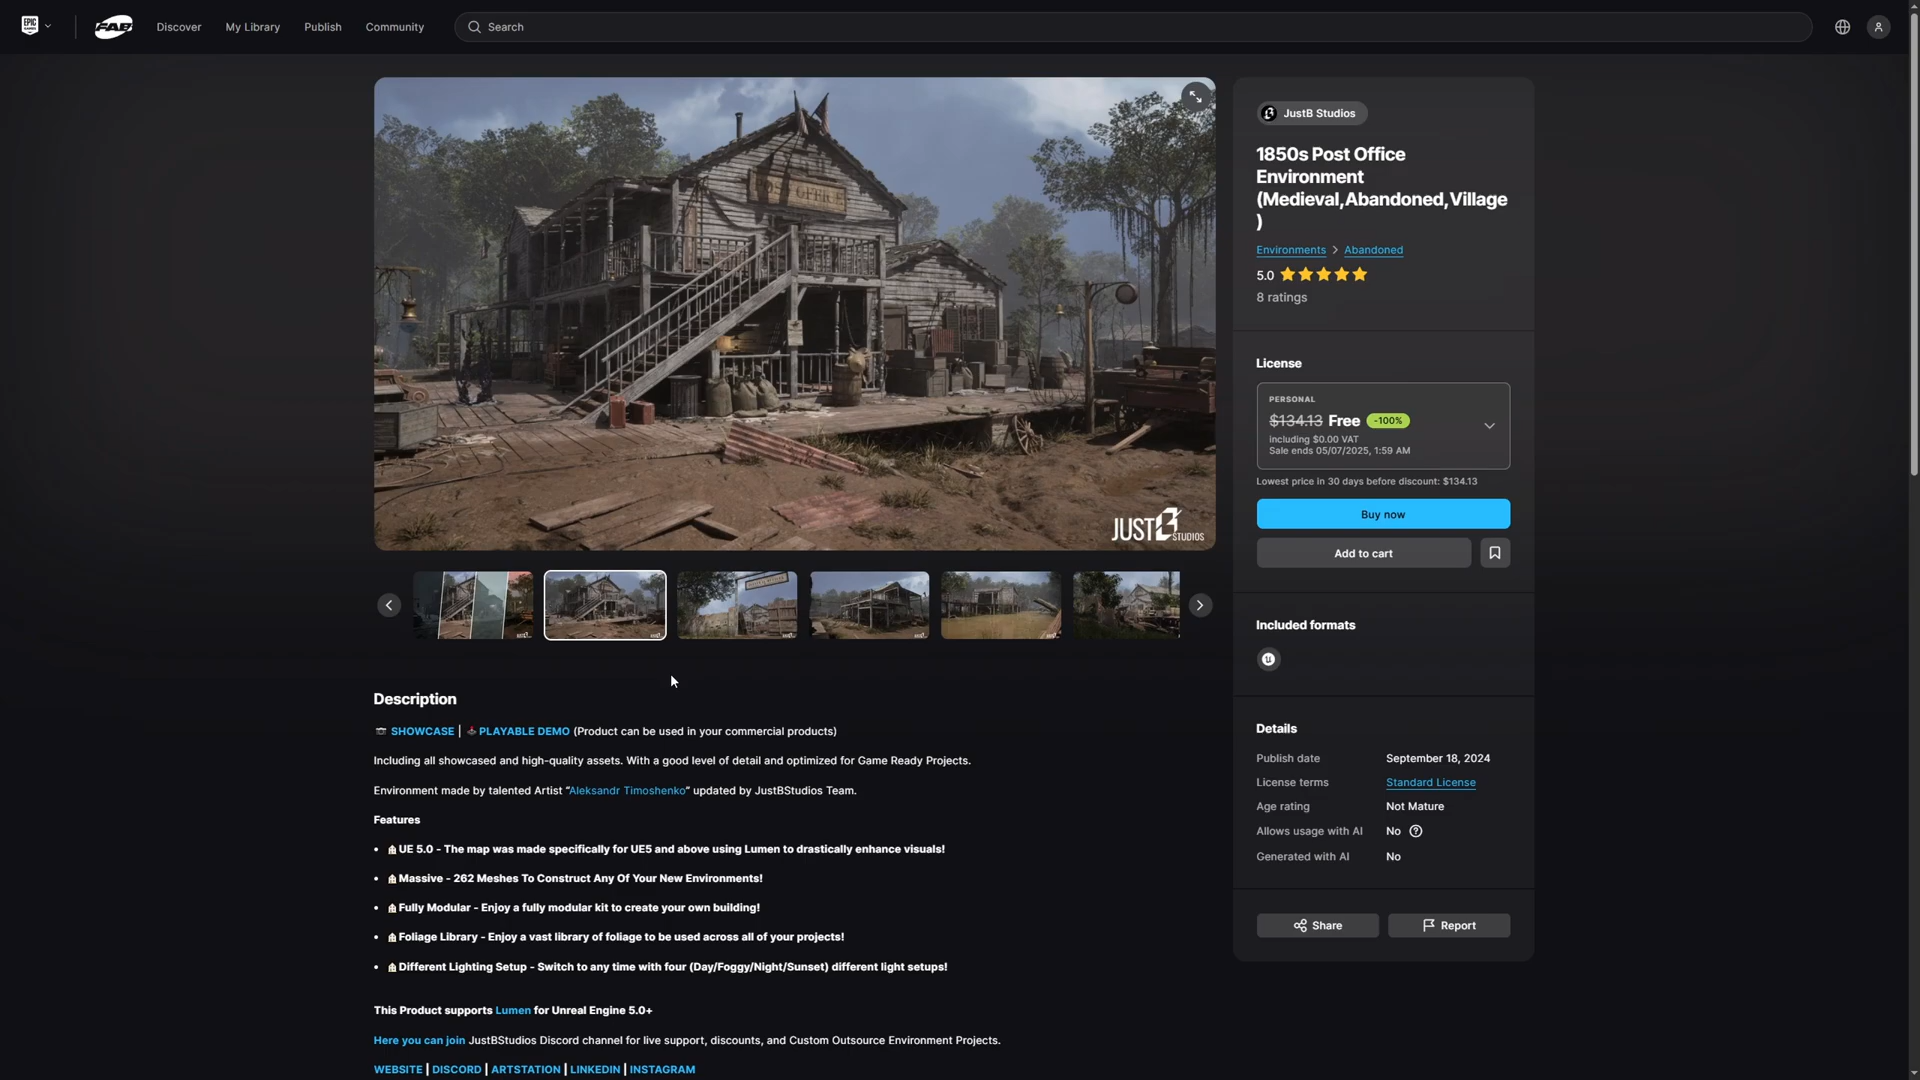 EPIC GAMES
FAB
Discover
My Library
Publish
Community
Search
POST OFFICE
JUST B STUDIOS
JustB Studios
1850s Post Office
Environment
(Medieval,Abandoned,Village
)
Environments > Abandoned
5.0
8 ratings
License
PERSONAL
$134.13 Free -100%
including $0.00 VAT
Sale ends 05/07/2025, 1:59 AM
Lowest price in 30 days before discount: $134.13
Buy now
Add to cart
Included formats
Details
Publish date September 18, 2024
License terms Standard License
Age rating Not Mature
Allows usage with AI No
Generated with AI No
Share
Report
Description
SHOWCASE | PLAYABLE DEMO (Product can be used in your commercial products)
Including all showcased and high-quality assets. With a good level of detail and optimized for Game Ready Projects.
Environment made by talented Artist "Aleksandr Timoshenko" updated by JustBStudios Team.
Features
• UE 5.0 - The map was made specifically for UE5 and above using Lumen to drastically enhance visuals!
• Massive - 262 Meshes To Construct Any Of Your New Environments!
• Fully Modular - Enjoy a fully modular kit to create your own building!
• Foliage Library - Enjoy a vast library of foliage to be used across all of your projects!
• Different Lighting Setup - Switch to any time with four (Day/Foggy/Night/Sunset) different light setups!
This Product supports Lumen for Unreal Engine 5.0+
Here you can join JustBStudios Discord channel for live support, discounts, and Custom Outsource Environment Projects.
WEBSITE | DISCORD | ARTSTATION | LINKEDIN | INSTAGRAM